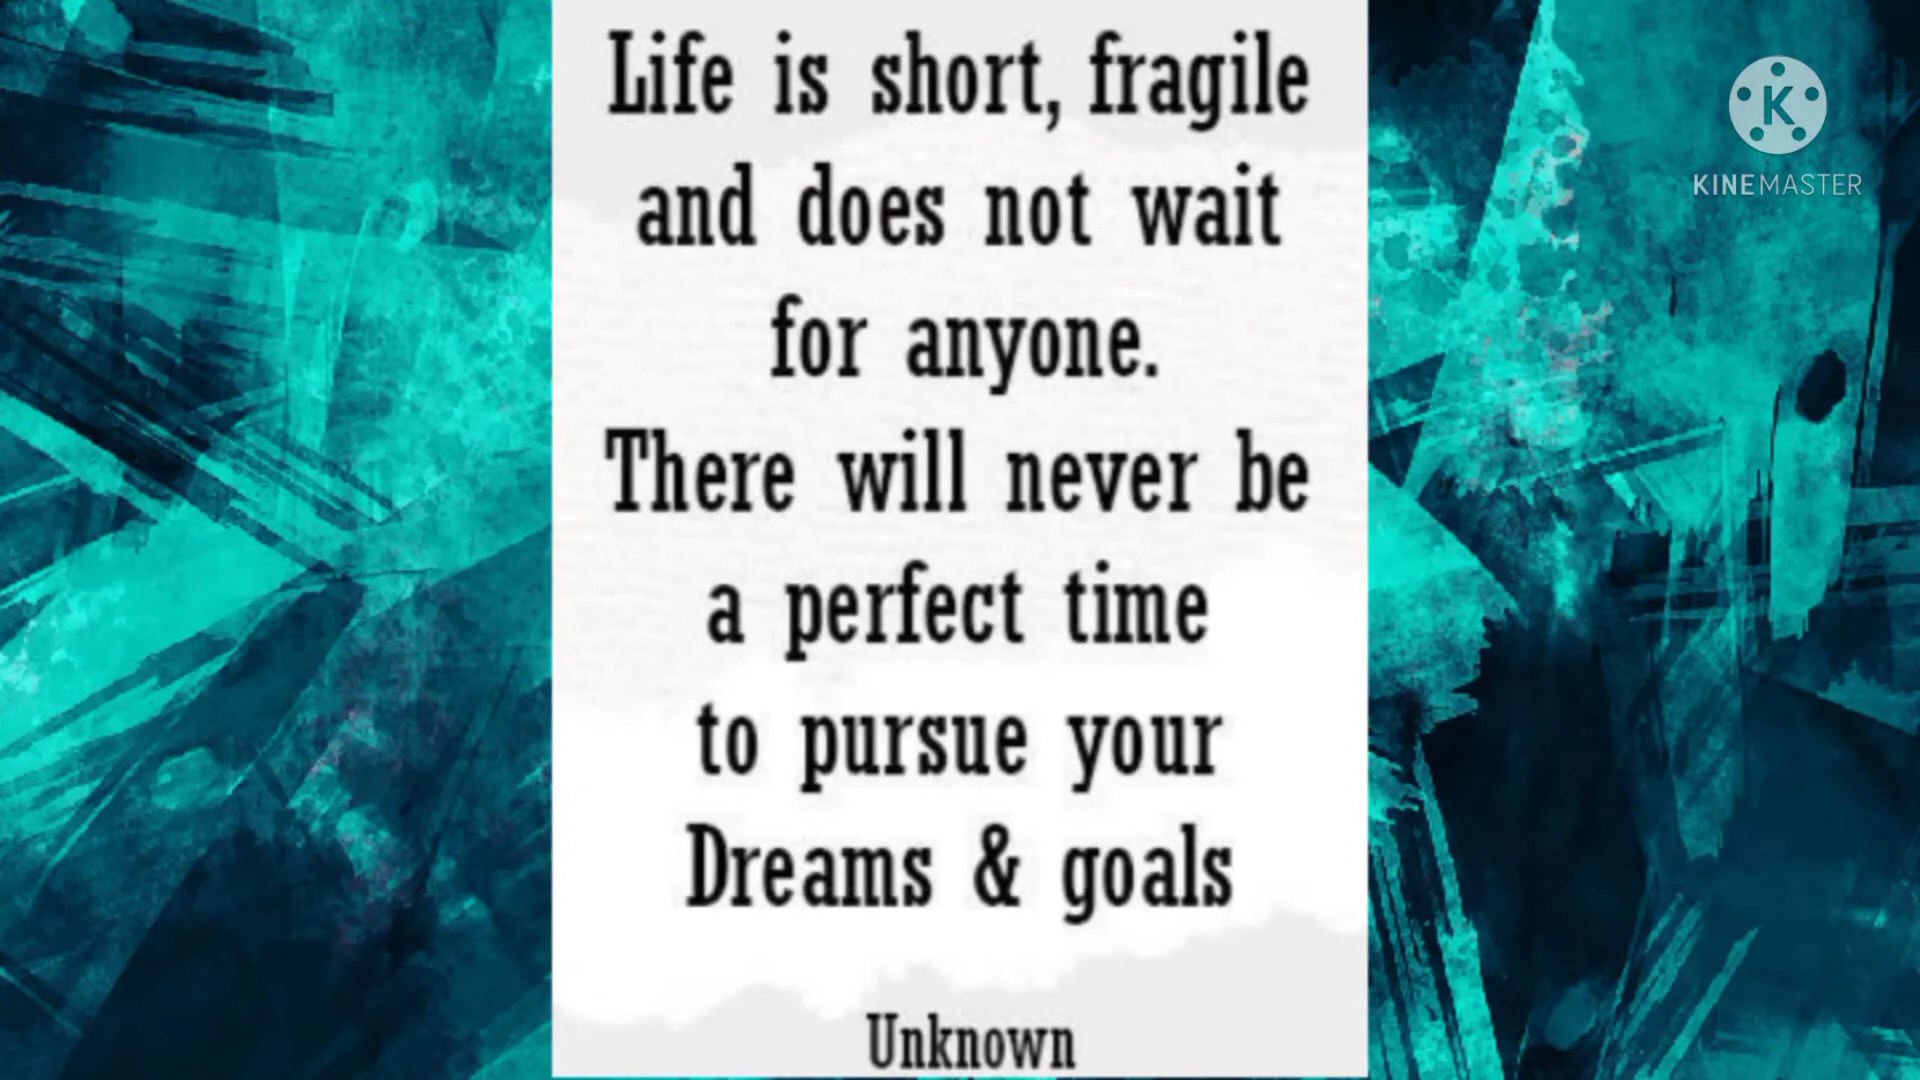 Life is short, fragile
and does not wait
for anyone.
There will never be
a perfect time
to pursue your
Dreams & goals
Unknown
K
KINEMASTER